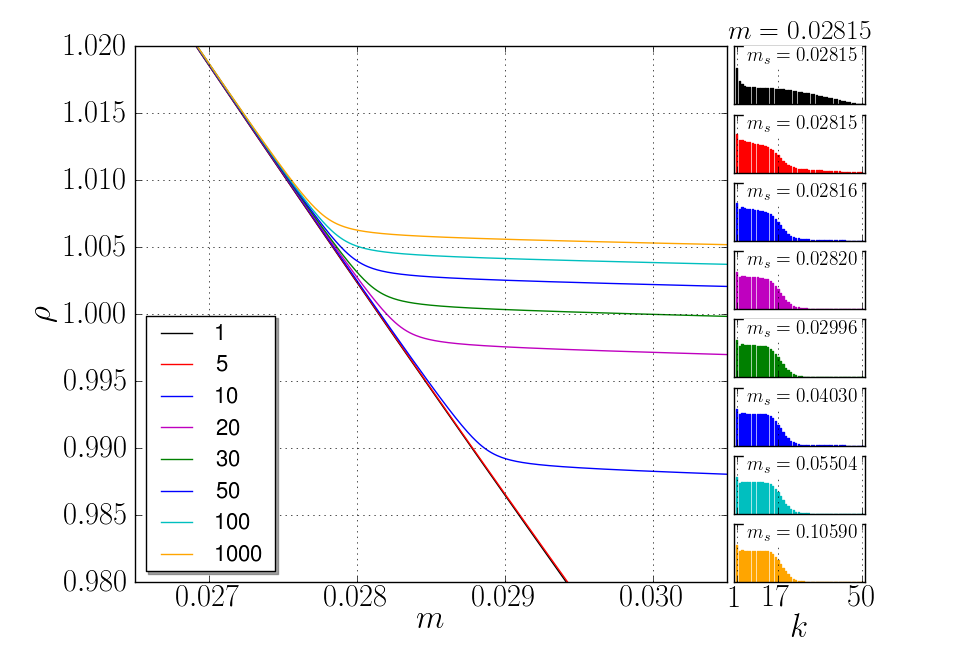 m = 0.02815
1.020
1.015
1.010
1.005
1.000
0.995
0.990
0.985
0.980
ρ
1
5
10
20
30
50
100
1000
0.027
0.028
0.029
0.030
m
m_s = 0.02815
m_s = 0.02815
m_s = 0.02816
m_s = 0.02820
m_s = 0.02996
m_s = 0.04030
m_s = 0.05504
m_s = 0.10590
1
17
50
k